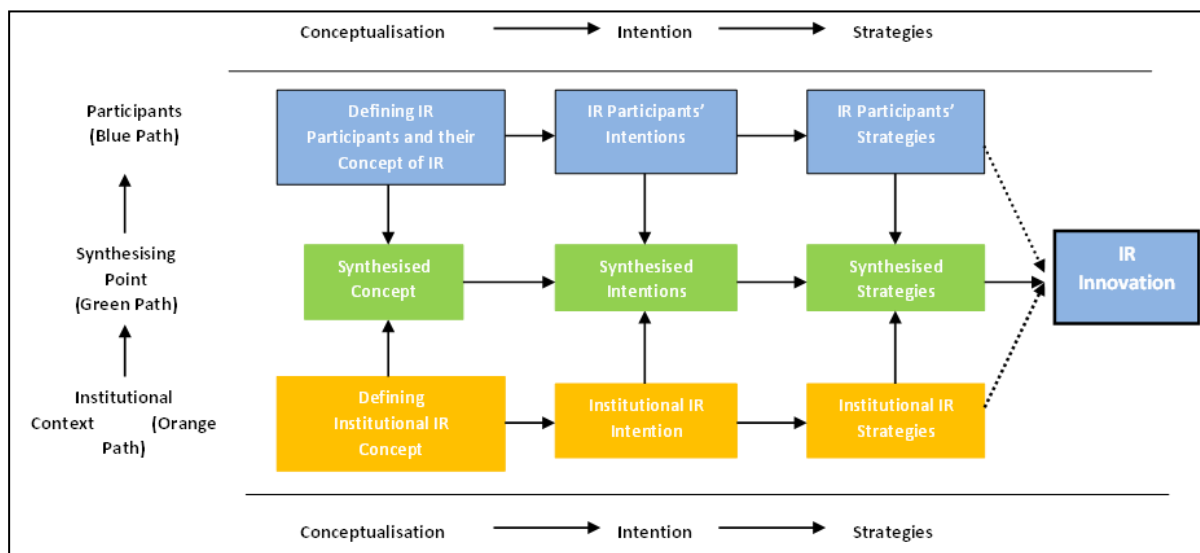 Conceptualisation Intention Strategies
Participants
(Blue Path)
Defining IR
Participants and their
Concept of IR
IR Participants'
Intentions
IR Participants'
Strategies
Synthesising
Point
(Green Path)
Synthesised
Concept
Synthesised
Intentions
Synthesised
Strategies
IR
Innovation
Institutional
Context (Orange
Path)
Defining
Institutional IR
Concept
Institutional IR
Intention
Institutional IR
Strategies
Conceptualisation Intention Strategies